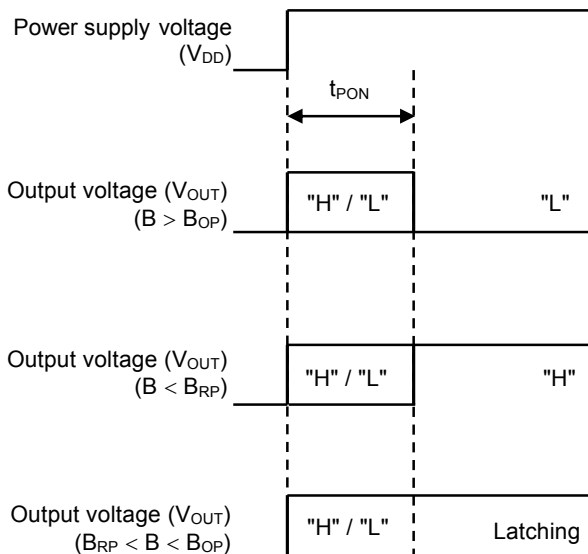 Power supply voltage
(VDD)
tPON
Output voltage (VOUT)
(B > BOP)
"H" / "L"
"L"
Output voltage (VOUT)
(B < BRP)
"H" / "L"
"H"
Output voltage (VOUT)
(BRP < B < BOP)
"H" / "L"
Latching